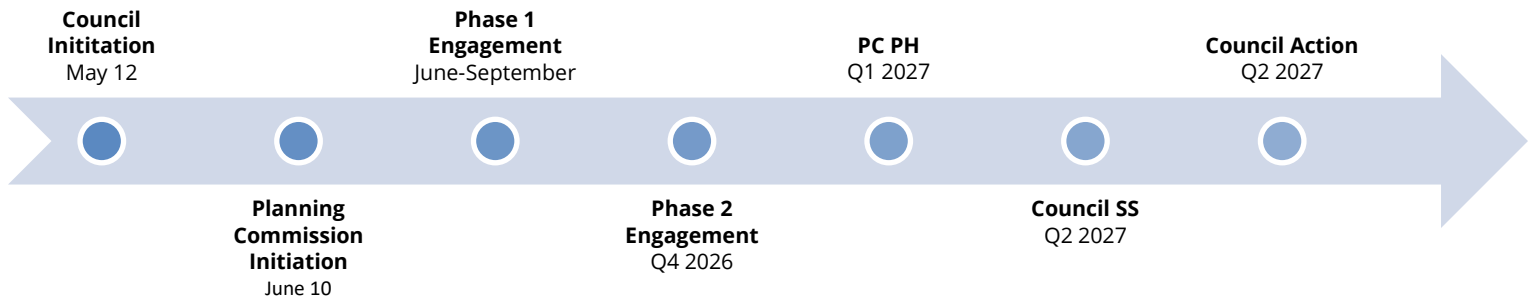 Council
Inititation
May 12
Planning
Commission
Initiation
June 10
Phase 1
Engagement
June-September
Phase 2
Engagement
Q4 2026
PC PH
Q1 2027
Council SS
Q2 2027
Council Action
Q2 2027